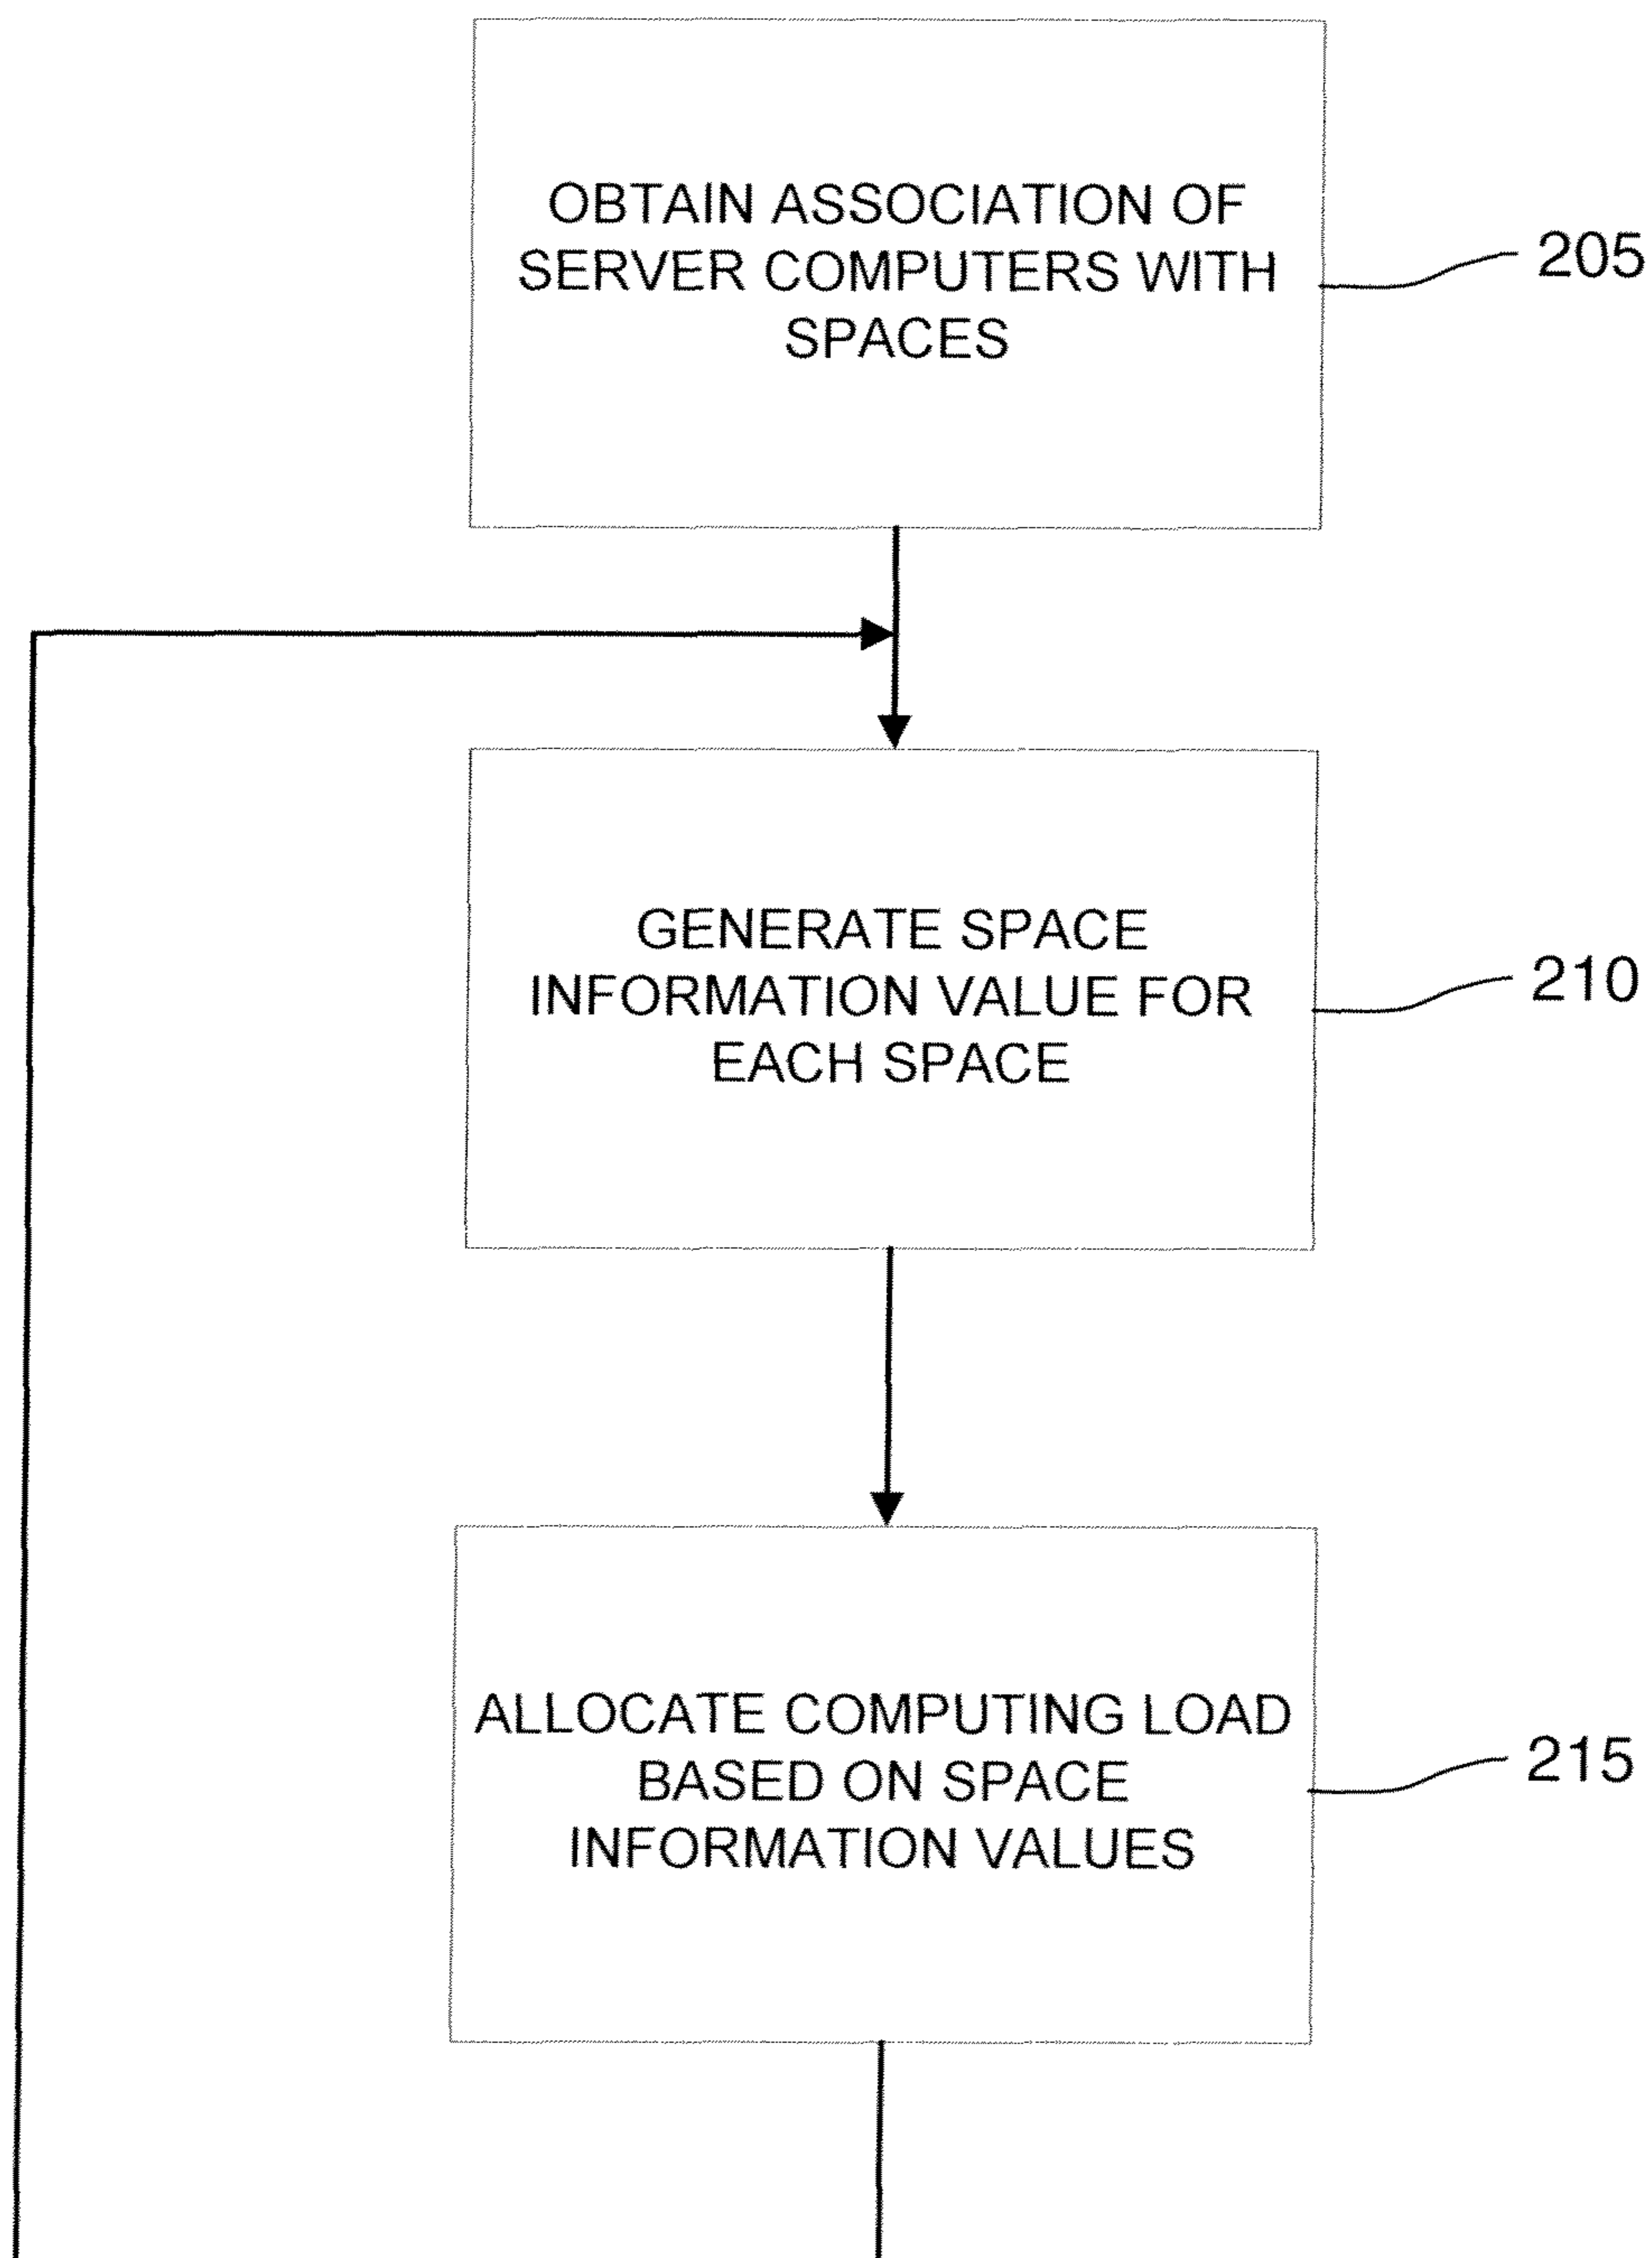 OBTAIN ASSOCIATION OF
SERVER COMPUTERS WITH
SPACES
205
GENERATE SPACE
INFORMATION VALUE FOR
EACH SPACE
210
ALLOCATE COMPUTING LOAD
BASED ON SPACE
INFORMATION VALUES
215